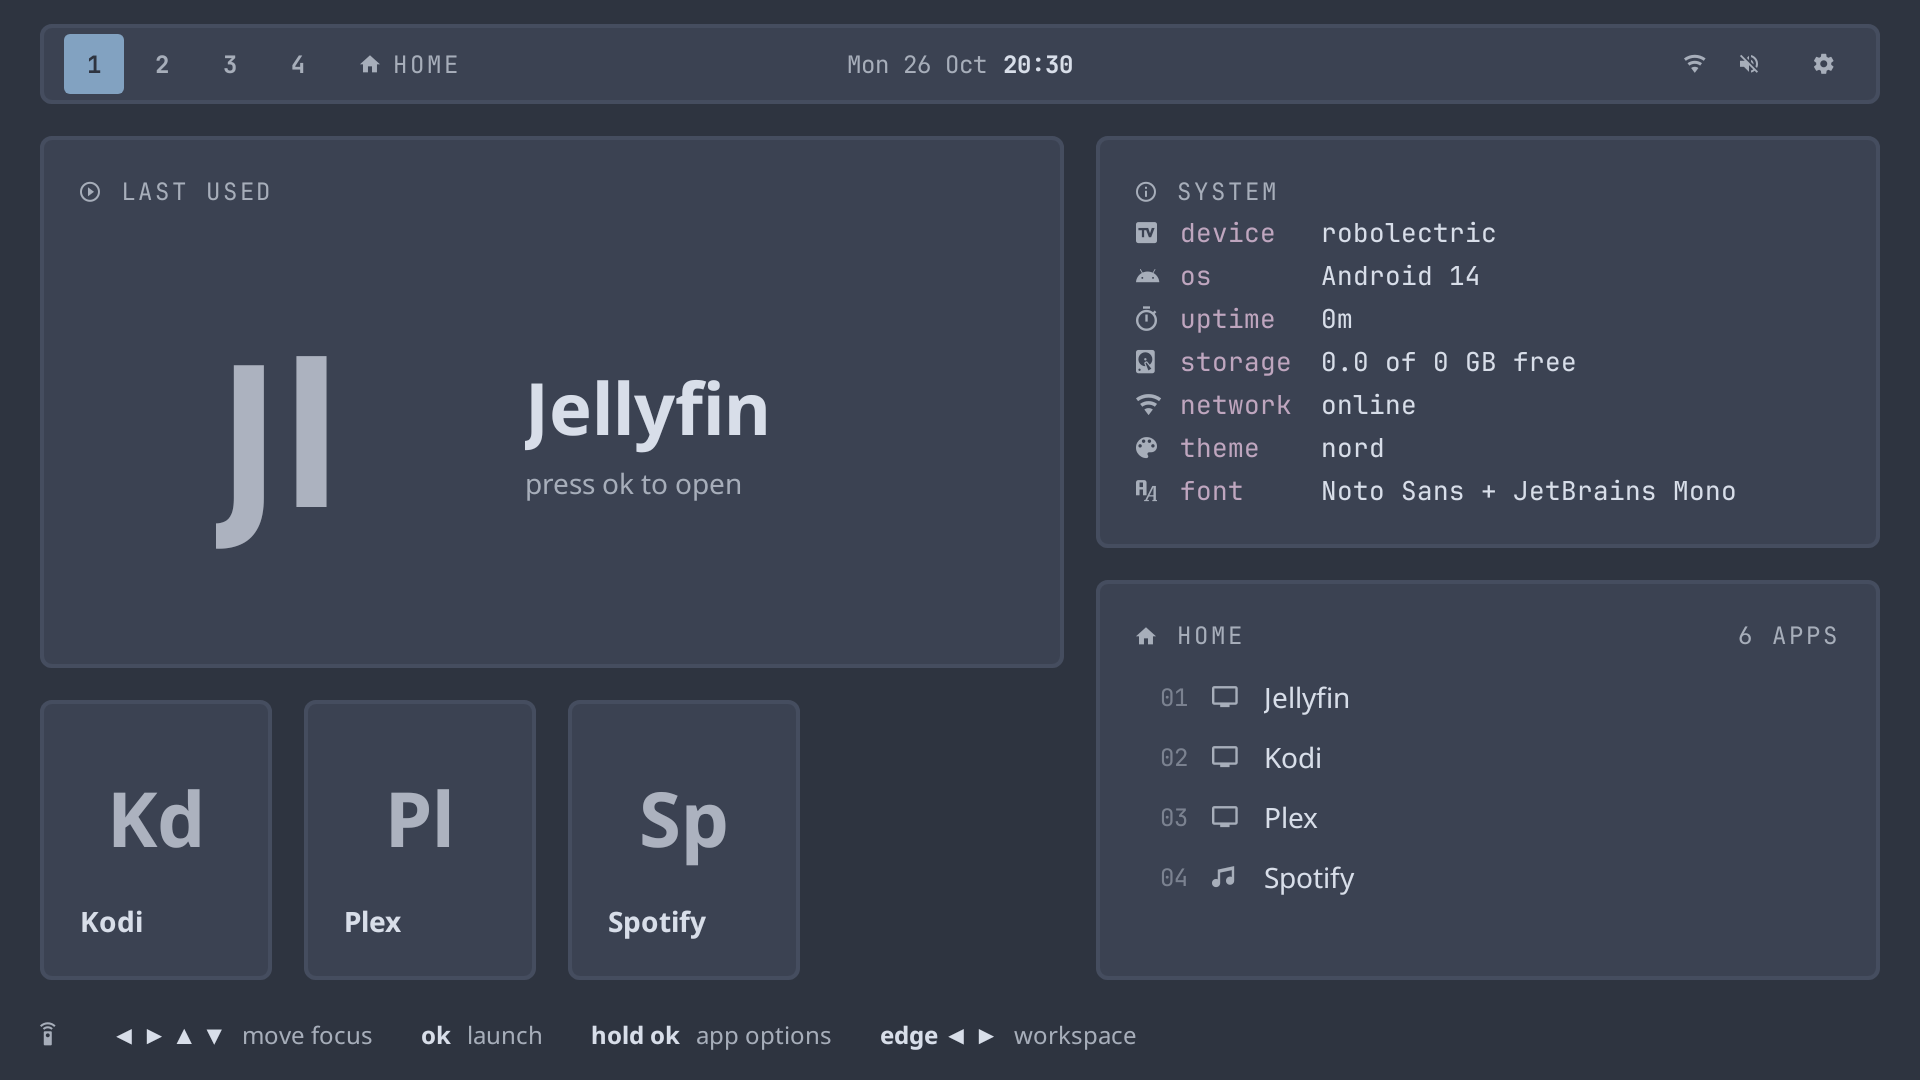 1 2 3 4 HOME
Mon 26 Oct 20:30
LAST USED
Jl
Jellyfin
press ok to open
Kd
Kodi
Pl
Plex
Sp
Spotify
SYSTEM
TV device robolectric
os Android 14
uptime 0m
storage 0.0 of 0 GB free
network online
theme nord
font Noto Sans + JetBrains Mono
HOME 6 APPS
01 Jellyfin
02 Kodi
03 Plex
04 Spotify
◀ ▶ ▲ ▼ move focus ok launch hold ok app options edge ◀ ▶ workspace